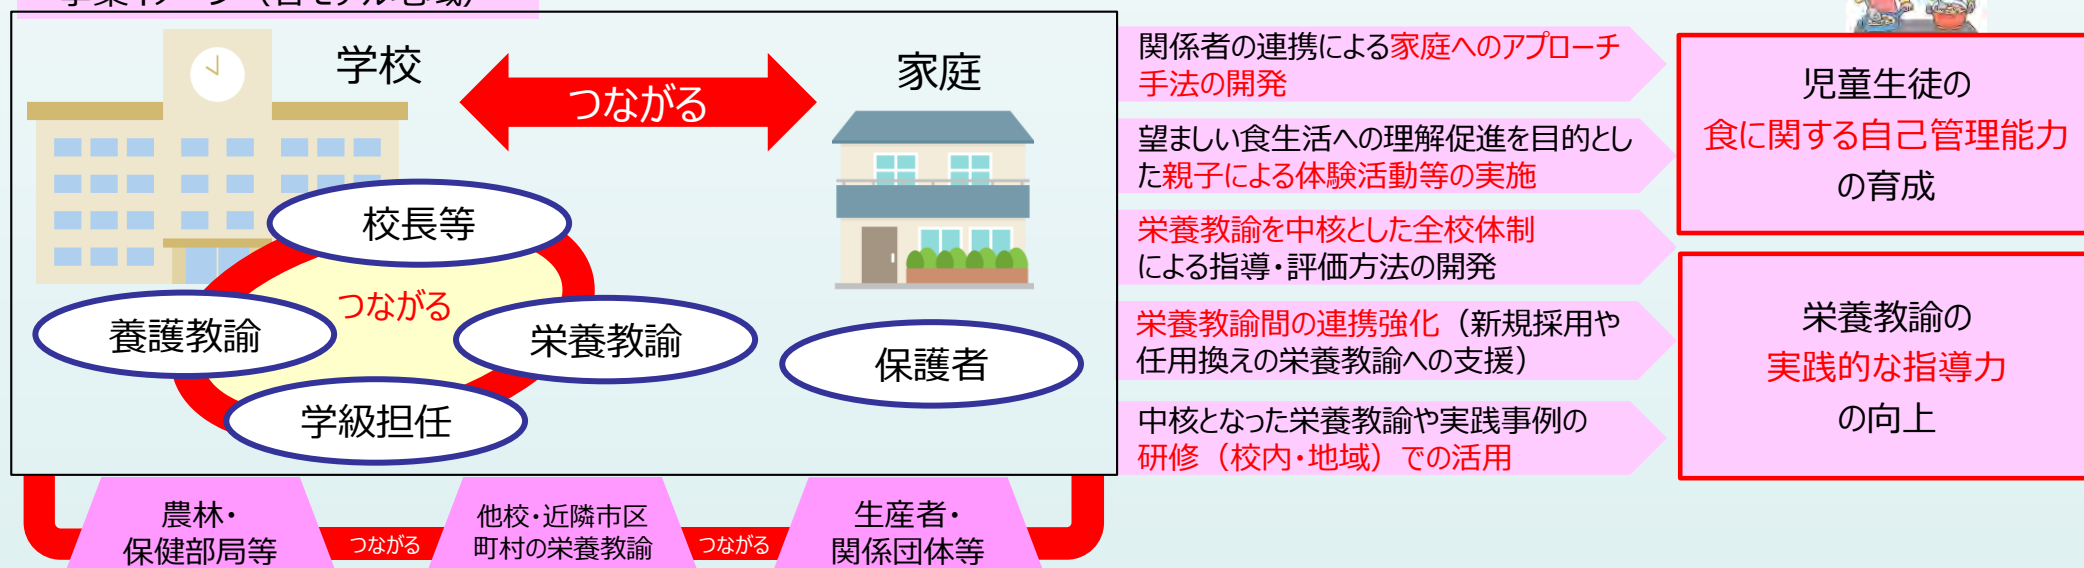 学校
つながる
家庭
校長等
つながる
養護教諭
栄養教諭
学級担任
保護者
農林・
保健部局等
つながる
他校・近隣市区
町村の栄養教諭
つながる
生産者・
関係団体等
関係者の連携による家庭へのアプローチ
手法の開発
望ましい食生活への理解促進を目的とし
た親子による体験活動等の実施
栄養教諭を中核とした全校体制
による指導・評価方法の開発
栄養教諭間の連携強化（新規採用や
任用換えの栄養教諭への支援）
中核となった栄養教諭や実践事例の
研修（校内・地域）での活用
児童生徒の
食に関する自己管理能力
の育成
栄養教諭の
実践的な指導力
の向上